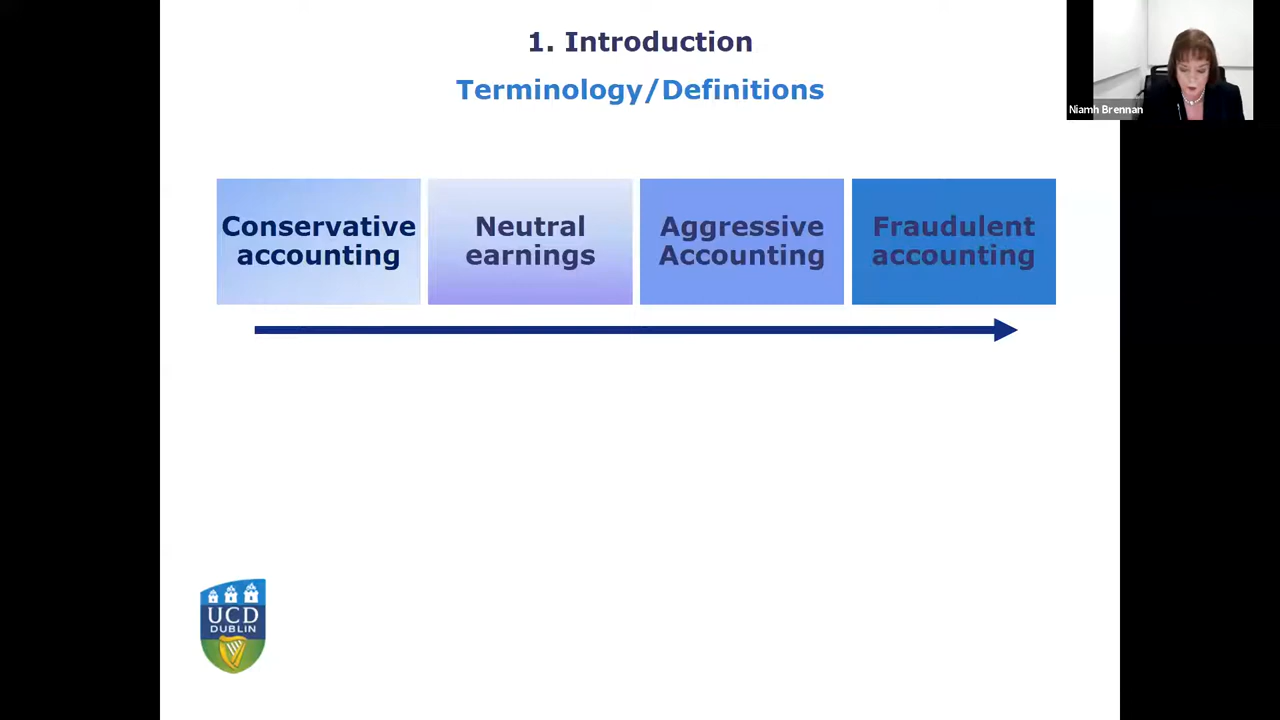 1. Introduction
Terminology/Definitions
Niamh Brennan
Conservative
accounting
Neutral
earnings
Aggressive
Accounting
Fraudulent
accounting
UCD
DUBLIN